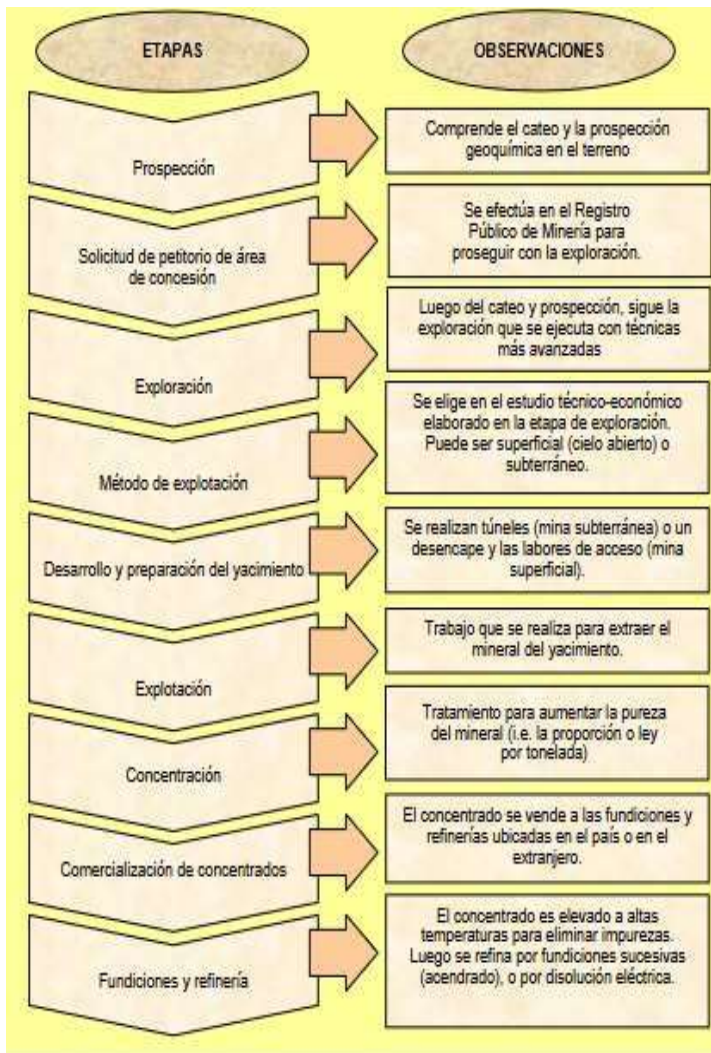 ETAPAS
OBSERVACIONES
Prospección
Comprende el cateo y la prospección
geoquímica en el terreno
Solicitud de petitorio de área
de concesión
Se efectúa en el Registro
Público de Minería para
proseguir con la exploración.
Exploración
Luego del cateo y prospección, sigue la
exploración que se ejecuta con técnicas
más avanzadas
Método de explotación
Se elige en el estudio técnico-económico
elaborado en la etapa de exploración.
Puede ser superficial (cielo abierto) o
subterráneo.
Desarrollo y preparación del yacimiento
Se realizan túneles (mina subterránea) o un
desencape y las labores de acceso (mina
superficial).
Explotación
Trabajo que se realiza para extraer el
mineral del yacimiento.
Concentración
Tratamiento para aumentar la pureza
del mineral (i.e. la proporción o ley
por tonelada)
Comercialización de concentrados
El concentrado se vende a las fundiciones y
refinerías ubicadas en el país o en el
extranjero.
Fundiciones y refinería
El concentrado es elevado a altas
temperaturas para eliminar impurezas.
Luego se refina por fundiciones sucesivas
(acendrado), o por disolución eléctrica.